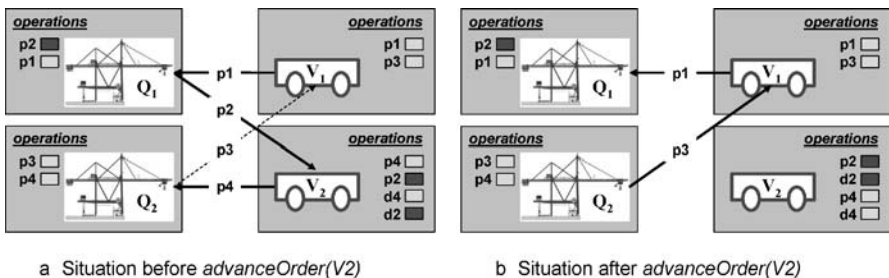 operations
p2
p1
Q1
operations
p1
p3
V1
p1
p2
p3
p4
operations
p3
p4
Q2
operations
p4
p2
d4
d2
V2
a Situation before advanceOrder(V2)
operations
p2
p1
Q1
operations
p1
p3
V1
p1
p3
operations
p3
p4
Q2
operations
p2
d2
p4
d4
V2
b Situation after advanceOrder(V2)